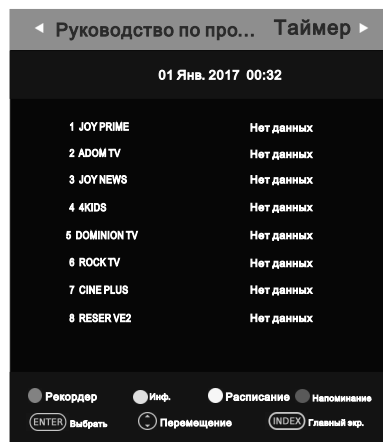 Руководство по про... Таймер
01 Янв. 2017 00:32
1 JOY PRIME Нет данных
2 ADOM TV Нет данных
3 JOY NEWS Нет данных
4 4KIDS Нет данных
5 DOMINION TV Нет данных
6 ROCK TV Нет данных
7 CINE PLUS Нет данных
8 RESER VE2 Нет данных
Рекордер Инф. Расписание Напоминание
ENTER Выбрать Перемещение INDEX Главный экр.